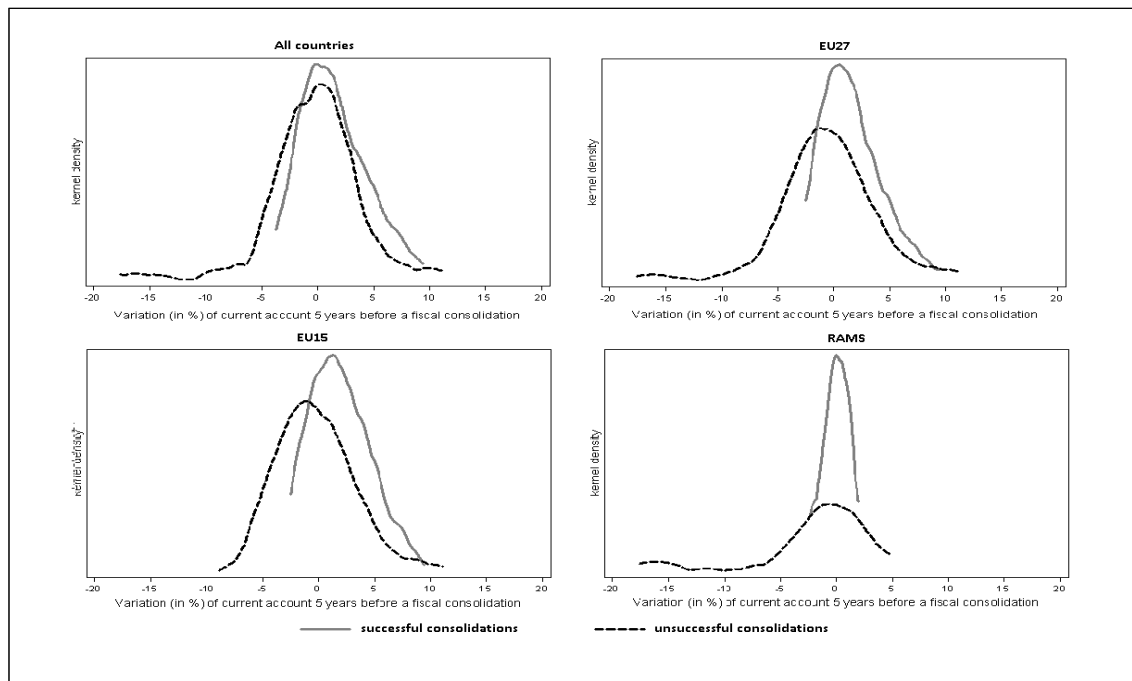 All countries
kernel density
-20 -15 -10 -5 0 5 10 15 20
Variation (in %) of current account 5 years before a fiscal consolidation
EU27
kernel density
-20 -15 -10 -5 0 5 10 15 20
Variation (in %) of current account 5 years before a fiscal consolidation
EU15
kernel density
-20 -15 -10 -5 0 5 10 15 20
Variation (in %) of current account 5 years before a fiscal consolidation
RAMS
kernel density
-20 -15 -10 -5 0 5 10 15 20
Variation (in %) of current account 5 years before a fiscal consolidation
successful consolidations
unsuccessful consolidations